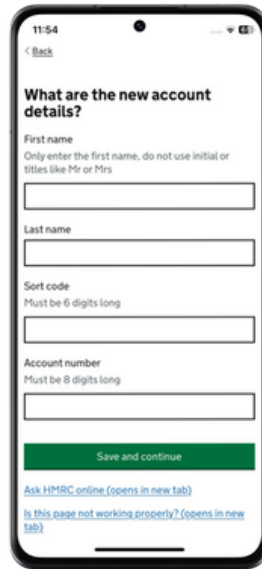 11:54
< Back
What are the new account
details?
First name
Only enter the first name, do not use initial or
titles like Mr or Mrs
Last name
Sort code
Must be 6 digits long
Account number
Must be 8 digits long
Save and continue
Ask HMRC online (opens in new tab)
Is this page not working properly? (opens in new
tab)